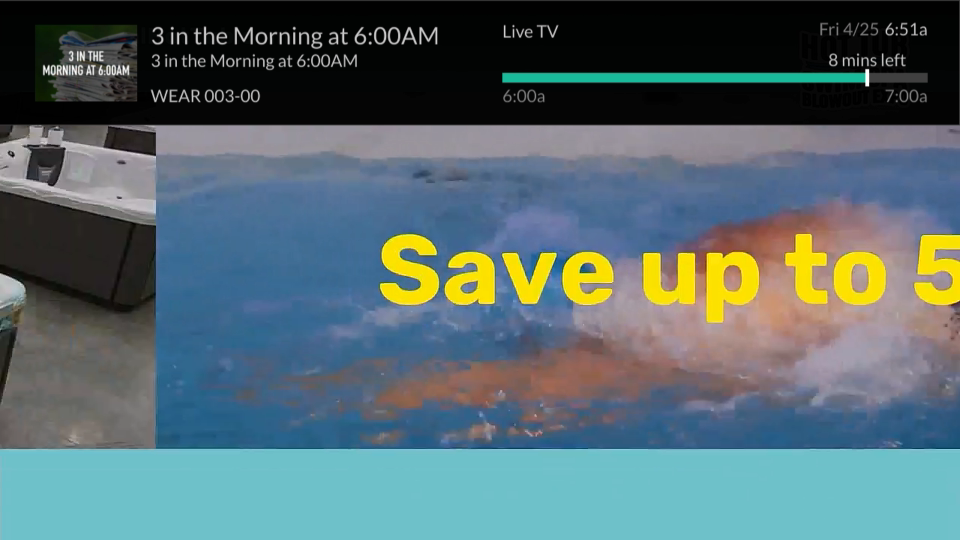 3 IN THE
MORNING AT 6:00AM
3 in the Morning at 6:00AM
3 in the Morning at 6:00AM
WEAR 003-00
Live TV
Fri 4/25 6:51a
8 mins left
6:00a
7:00a
Save up to 5